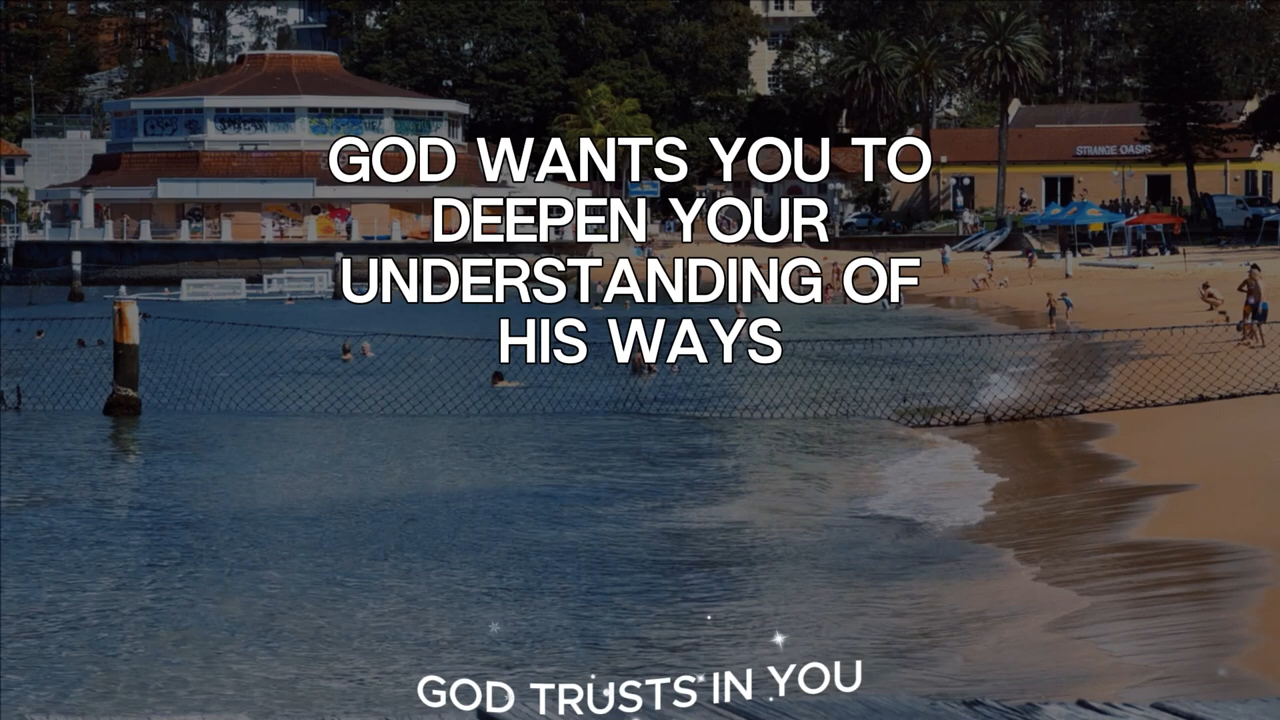 STRANGE OASIS
GOD WANTS YOU TO
DEEPEN YOUR
UNDERSTANDING OF
HIS WAYS
GOD TRUSTS IN YOU